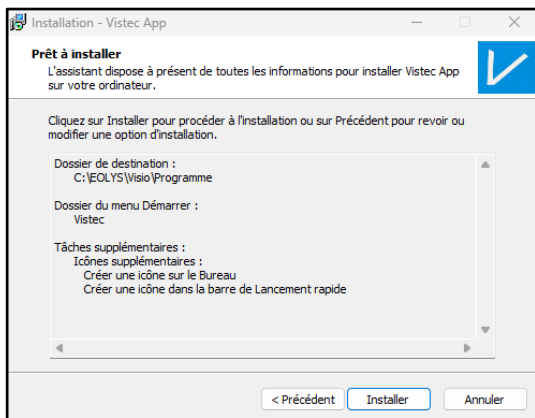 Installation - Vistec App
Prêt à installer
L'assistant dispose à présent de toutes les informations pour installer Vistec App
sur votre ordinateur.
Cliquez sur Installer pour procéder à l'installation ou sur Précédent pour revoir ou
modifier une option d'installation.
Dossier de destination :
C:\EOLYS\Visio\Programme
Dossier du menu Démarrer :
Vistec
Tâches supplémentaires :
Icônes supplémentaires :
Créer une icône sur le Bureau
Créer une icône dans la barre de Lancement rapide
< Précédent
Installer
Annuler